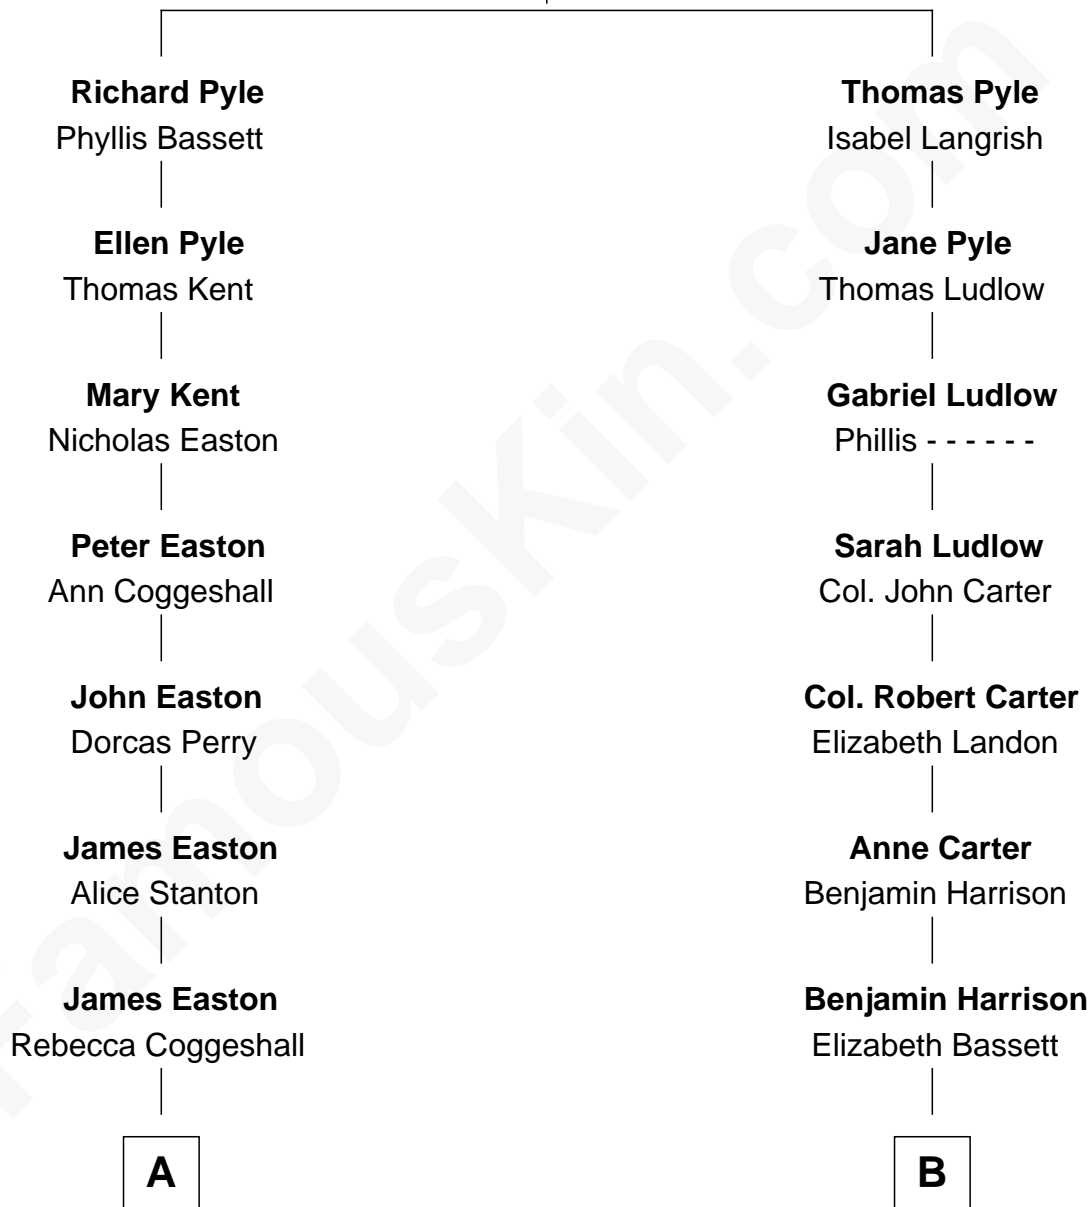 Richard Pyle
Phyllis Bassett
Thomas Pyle
Isabel Langrish
Ellen Pyle
Thomas Kent
Jane Pyle
Thomas Ludlow
Mary Kent
Nicholas Easton
Gabriel Ludlow
Phillis - - - - - -
Peter Easton
Ann Coggeshall
Sarah Ludlow
Col. John Carter
John Easton
Dorcas Perry
Col. Robert Carter
Elizabeth Landon
James Easton
Alice Stanton
Anne Carter
Benjamin Harrison
James Easton
Rebecca Coggeshall
Benjamin Harrison
Elizabeth Bassett
A
B
FamousKin.com